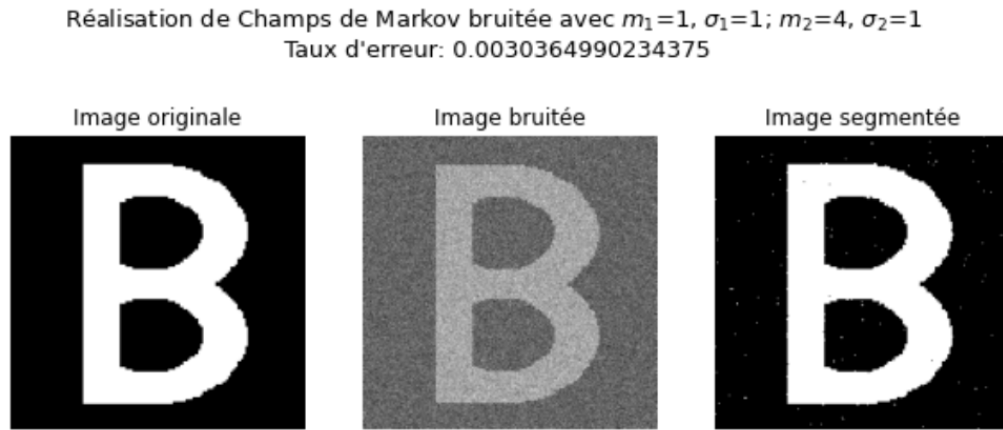 Réalisation de Champs de Markov bruitée avec m₁=1, σ₁=1; m₂=4, σ₂=1
Taux d'erreur: 0.0030364990234375
Image originale
Image bruitée
Image segmentée
B
B
B